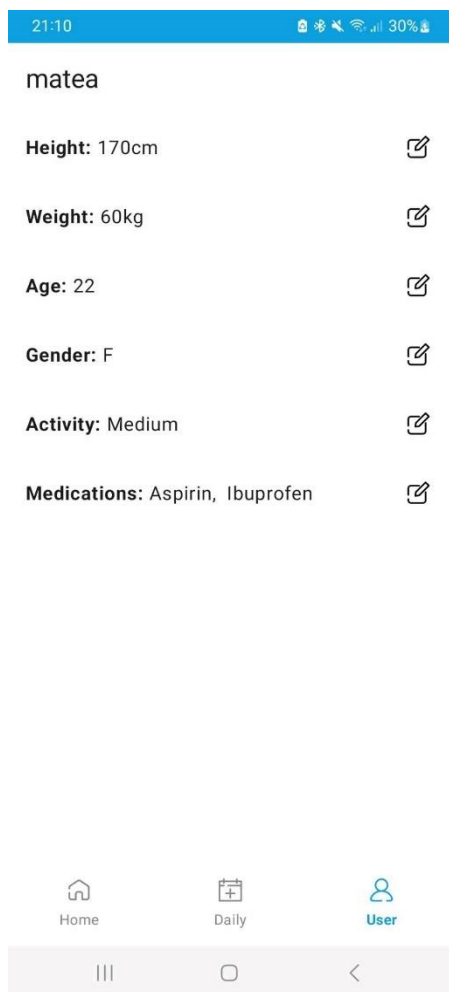 21:10 30%
matea
Height: 170cm
Weight: 60kg
Age: 22
Gender: F
Activity: Medium
Medications: Aspirin, Ibuprofen
Home Daily User